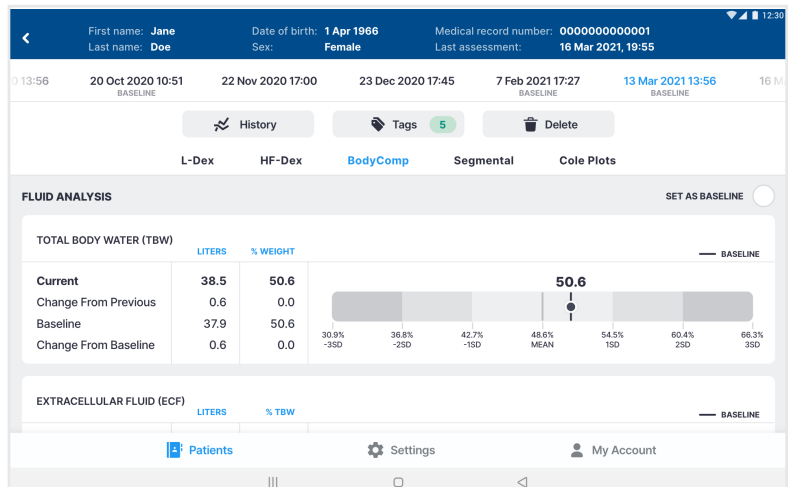 12:30
First name: Jane Date of birth: 1 Apr 1966 Medical record number: 0000000000001
Last name: Doe Sex: Female Last assessment: 16 Mar 2021, 19:55
0 13:56 20 Oct 2020 10:51 22 Nov 2020 17:00 23 Dec 2020 17:45 7 Feb 2021 17:27 13 Mar 2021 13:56 16 M
BASELINE BASELINE BASELINE
History Tags 5 Delete
L-Dex HF-Dex BodyComp Segmental Cole Plots
FLUID ANALYSIS SET AS BASELINE
TOTAL BODY WATER (TBW)
LITERS % WEIGHT BASELINE
Current 38.5 50.6 50.6
Change From Previous 0.6 0.0
Baseline 37.9 50.6
Change From Baseline 0.6 0.0
30.9% 36.8% 42.7% 48.6% 54.5% 60.4% 66.3%
-3SD -2SD -1SD MEAN 1SD 2SD 3SD
EXTRACELLULAR FLUID (ECF)
LITERS % TBW BASELINE
Patients Settings My Account